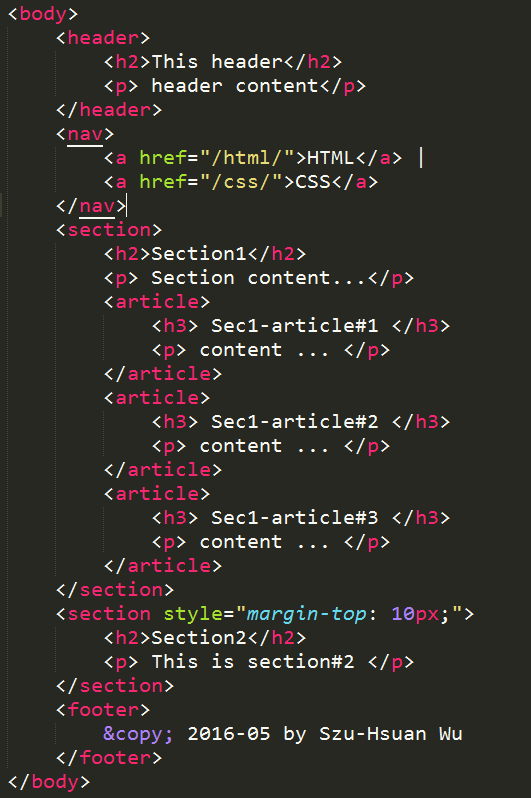 <body>
    <header>
        <h2>This header</h2>
        <p> header content</p>
    </header>
    <nav>
        <a href="/html/">HTML</a> |
        <a href="/css/">CSS</a>
    </nav>
    <section>
        <h2>Section1</h2>
        <p> Section content...</p>
        <article>
            <h3> Sec1-article#1 </h3>
            <p> content ... </p>
        </article>
        <article>
            <h3> Sec1-article#2 </h3>
            <p> content ... </p>
        </article>
        <article>
            <h3> Sec1-article#3 </h3>
            <p> content ... </p>
        </article>
    </section>
    <section style="margin-top: 10px;">
        <h2>Section2</h2>
        <p> This is section#2 </p>
    </section>
    <footer>
        &copy; 2016-05 by Szu-Hsuan Wu
    </footer>
</body>